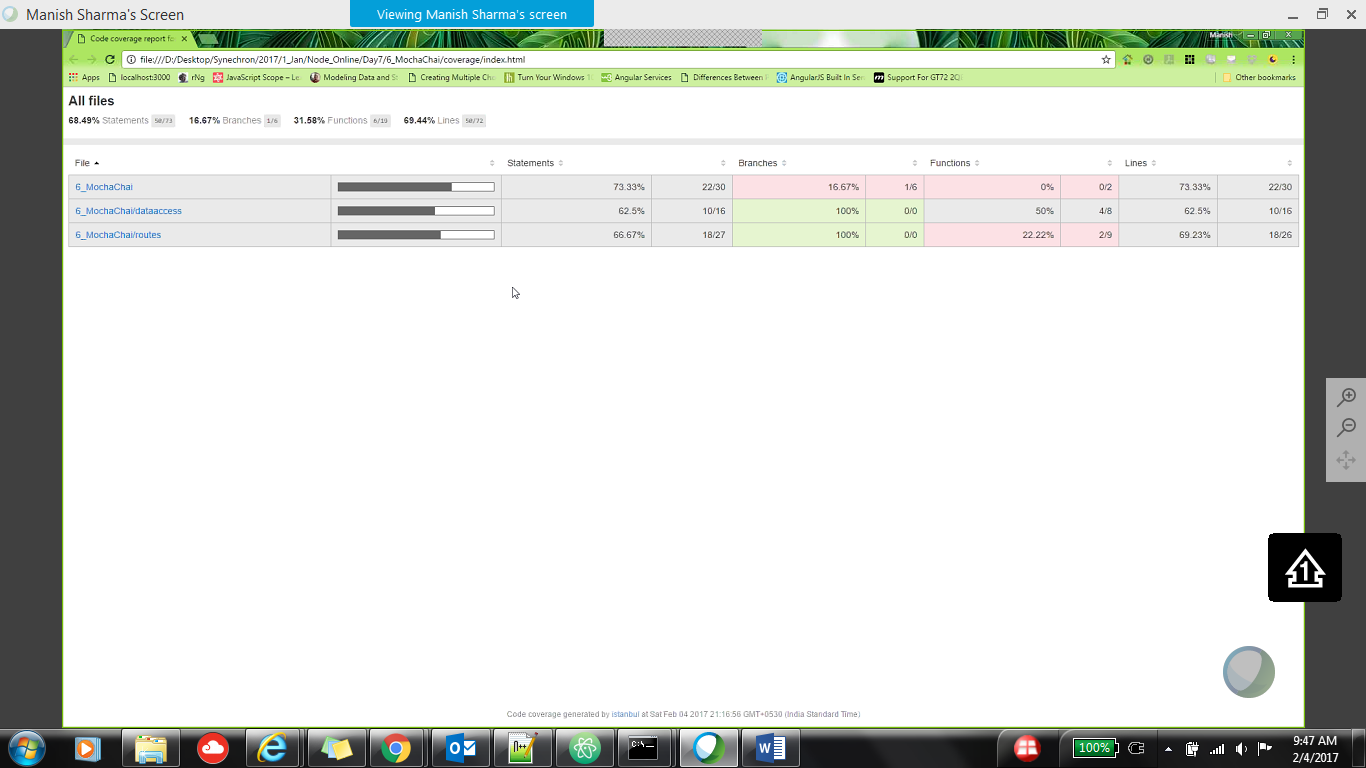 Manish Sharma's Screen
Viewing Manish Sharma's screen
Code coverage report fo
Manish
file:///D:/Desktop/Synechron/2017/1_Jan/Node_Online/Day7/6_MochaChai/coverage/index.html
Apps localhost:3000 rNg JavaScript Scope – Le Modeling Data and S Creating Multiple Ch Turn Your Windows 1 Angular Services Differences Between AngularJS Built In Ser Support For GT72 2Q Other bookmarks
All files
68.49% Statements 50/73 16.67% Branches 1/6 31.58% Functions 6/19 69.44% Lines 50/72
File Statements Branches Functions Lines
6_MochaChai 73.33% 22/30 16.67% 1/6 0% 0/2 73.33% 22/30
6_MochaChai/dataaccess 62.5% 10/16 100% 0/0 50% 4/8 62.5% 10/16
6_MochaChai/routes 66.67% 18/27 100% 0/0 22.22% 2/9 69.23% 18/26
1
Code coverage generated by istanbul at Sat Feb 04 2017 21:16:56 GMT+0530 (India Standard Time)
100%
9:47 AM
2/4/2017